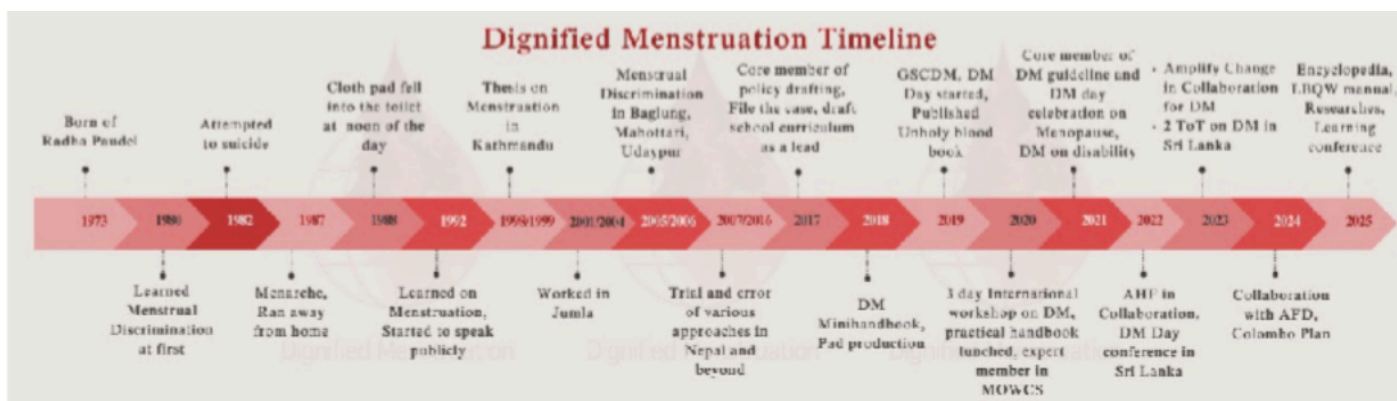 Dignified Menstruation Timeline
Born of
Radha Paudel
Attempted
to suicide
Cloth pad fell
into the toilet
at noon of the
day
Thesis on
Menstruation
in
Kathmandu
Menstrual
Discrimination
in Baglung,
Mahottari,
Udaypur
Core member of
policy drafting,
File the case, draft
school curriculum
as a lead
GSCDM, DM
Day started,
Published
Unholy blood
book
Core member of
DM guideline and
DM day
celebration on
Menopause,
DM on disability
• Amplify Change
in Collaboration
for DM
• 2 ToT on DM in
Sri Lanka
Encyclopedia,
LBQW manual,
Researches,
Learning
conference
1973 1980 1982 1987 1988 1992 1998/1999 2001/2004 2005/2006 2007/2016 2017 2018 2019 2020 2021 2022 2023 2024 2025
Learned
Menstrual
Discrimination
at first
Menarche,
Ran away
from home
Learned on
Menstruation,
Started to speak
publicly
Worked in
Jumla
Trial and error
of various
approaches in
Nepal and
beyond
DM
Minihandbook,
Pad production
3 day International
workshop on DM,
practical handbook
lunched, expert
member in
MOWCS
AHF in
Collaboration,
DM Day
conference in
Sri Lanka
Collaboration
with AFD,
Colombo Plan
Dignified Menstruation
Dignified Menstruation
Dignified Menstruation